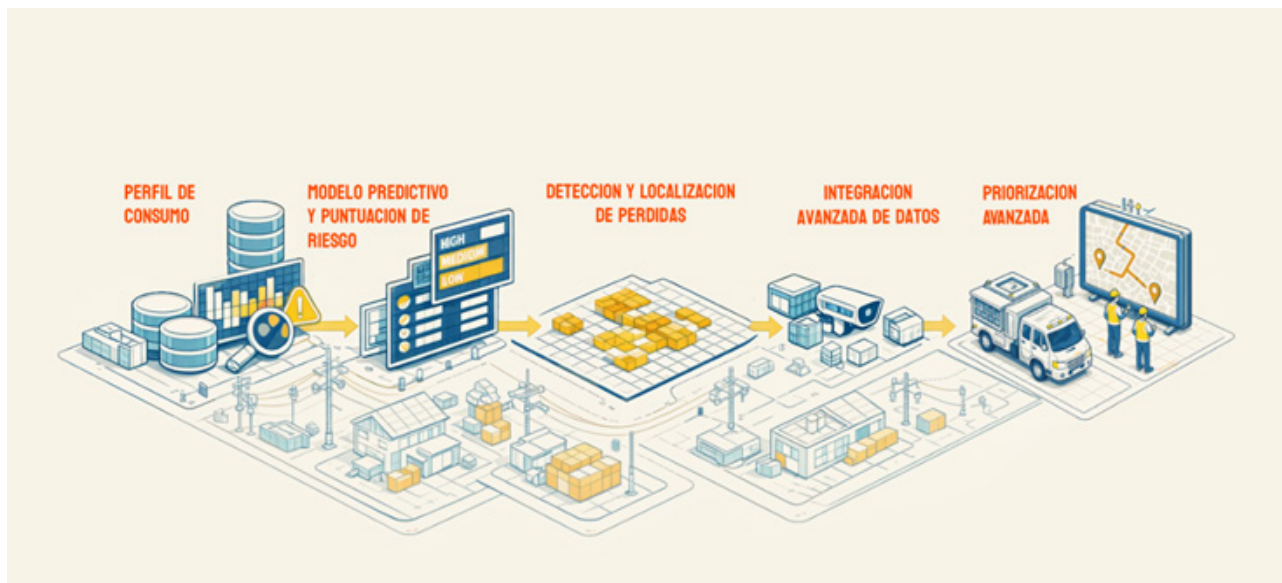 PERFIL DE
CONSUMO
MODELO PREDICTIVO
Y PUNTUACION DE
RIESGO
DETECCION Y LOCALIZACION
DE PERDIDAS
INTEGRACION
AVANZADA DE DATOS
PRIORIZACION
AVANZADA
HIGH
MEDIUM
LOW